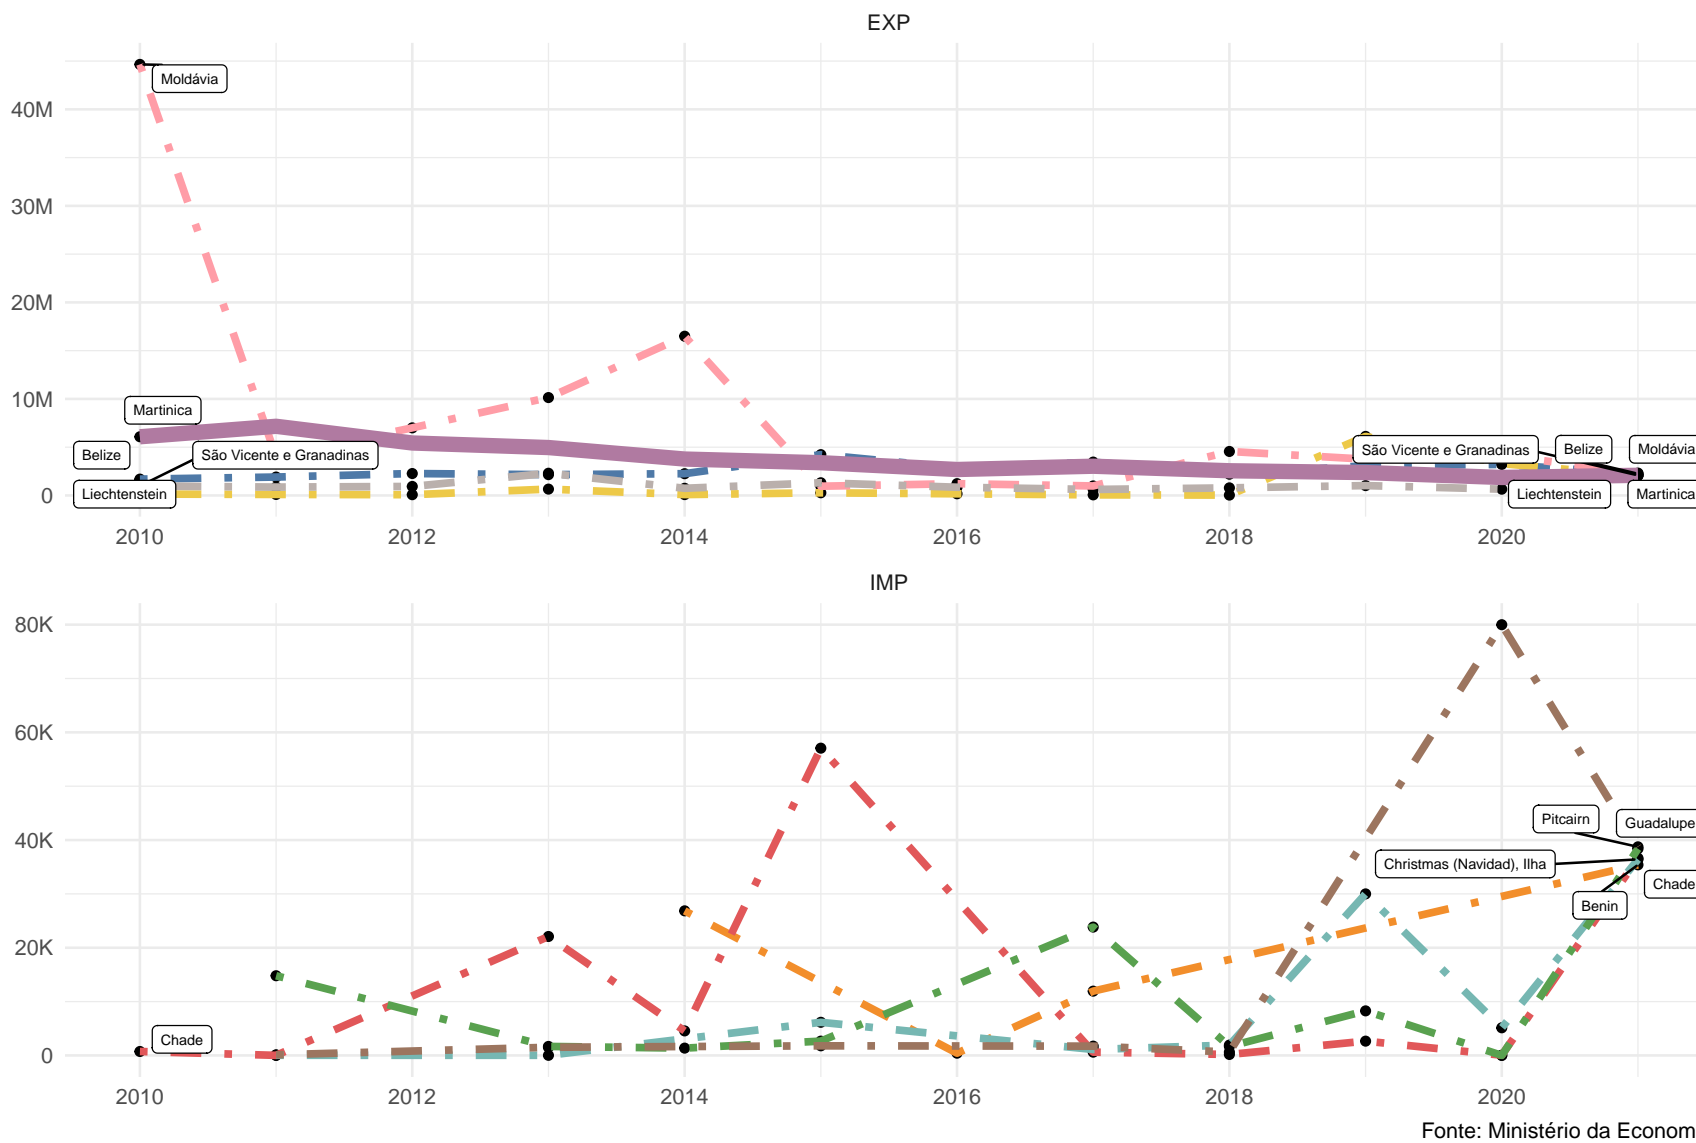 EXP
40M
30M
20M
10M
0
Moldávia
Martinica
Belize
São Vicente e Granadinas
Liechtenstein
São Vicente e Granadinas
Belize
Moldávia
Liechtenstein
Martinica
2010 2012 2014 2016 2018 2020
IMP
80K
60K
40K
20K
0
Pitcairn
Guadalupe
Christmas (Navidad), Ilha
Chade
Benin
Chade
2010 2012 2014 2016 2018 2020
Fonte: Ministério da Econom